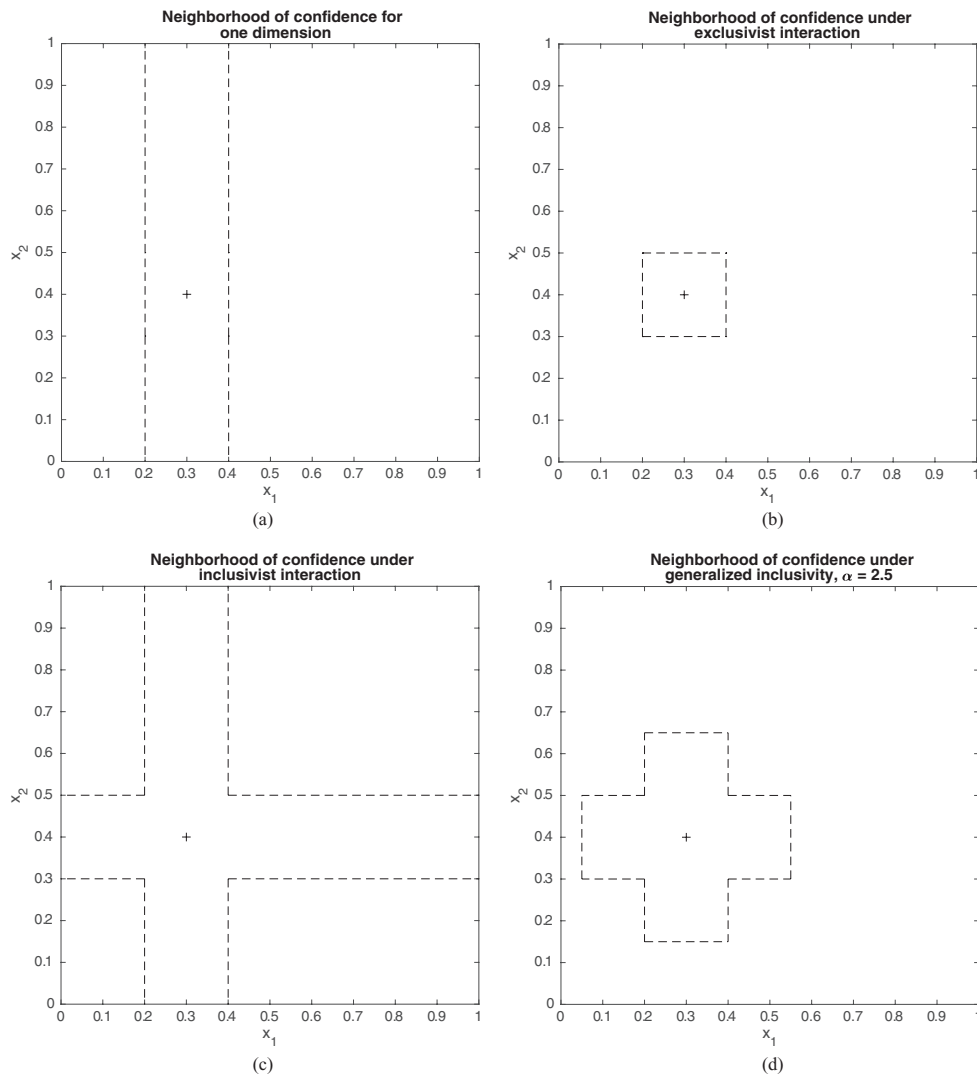 Neighborhood of confidence for
one dimension
1
0.9
0.8
0.7
0.6
0.5
0.4
0.3
0.2
0.1
0
x_2
0 0.1 0.2 0.3 0.4 0.5 0.6 0.7 0.8 0.9 1
x_1
(a)
Neighborhood of confidence under
exclusivist interaction
1
0.9
0.8
0.7
0.6
0.5
0.4
0.3
0.2
0.1
0
x_2
0 0.1 0.2 0.3 0.4 0.5 0.6 0.7 0.8 0.9 1
x_1
(b)
Neighborhood of confidence under
inclusivist interaction
1
0.9
0.8
0.7
0.6
0.5
0.4
0.3
0.2
0.1
0
x_2
0 0.1 0.2 0.3 0.4 0.5 0.6 0.7 0.8 0.9 1
x_1
(c)
Neighborhood of confidence under
generalized inclusivity, α = 2.5
1
0.9
0.8
0.7
0.6
0.5
0.4
0.3
0.2
0.1
0
x_2
0 0.1 0.2 0.3 0.4 0.5 0.6 0.7 0.8 0.9 1
x_1
(d)